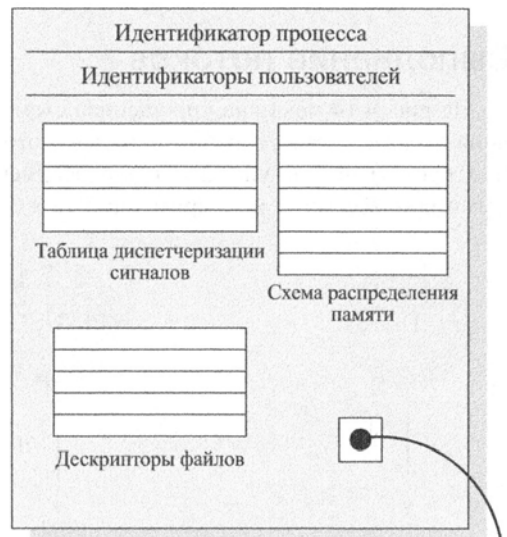 Идентификатор процесса
Идентификаторы пользователей
Таблица диспетчеризации
сигналов
Схема распределения
памяти
Дескрипторы файлов